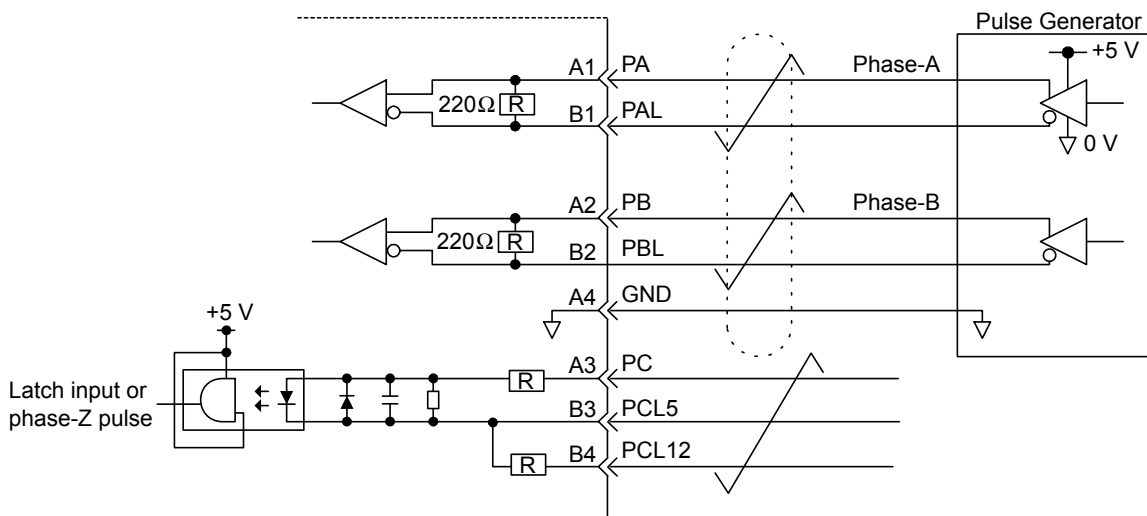 Pulse Generator
+5 V
A1 PA Phase-A
220Ω R
B1 PAL
0 V
A2 PB Phase-B
220Ω R
B2 PBL
A4 GND
+5 V
A3 PC
R
Latch input or
phase-Z pulse
B3 PCL5
B4 PCL12
R